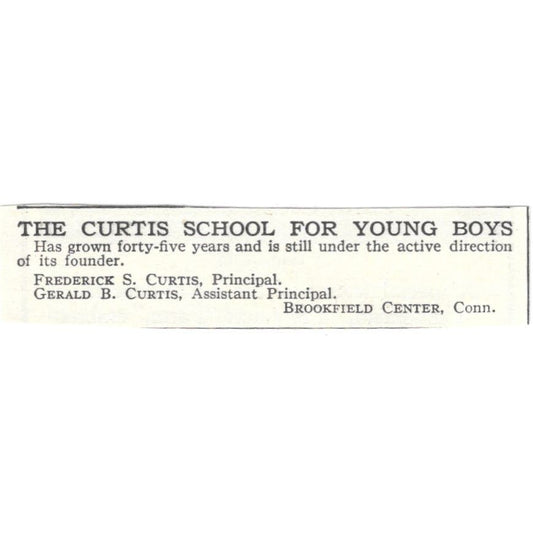 THE CURTIS SCHOOL FOR YOUNG BOYS
Has grown forty-five years and is still under the active direction
of its founder.
FREDERICK S. CURTIS, Principal.
GERALD B. CURTIS, Assistant Principal.
BROOKFIELD CENTER, Conn.